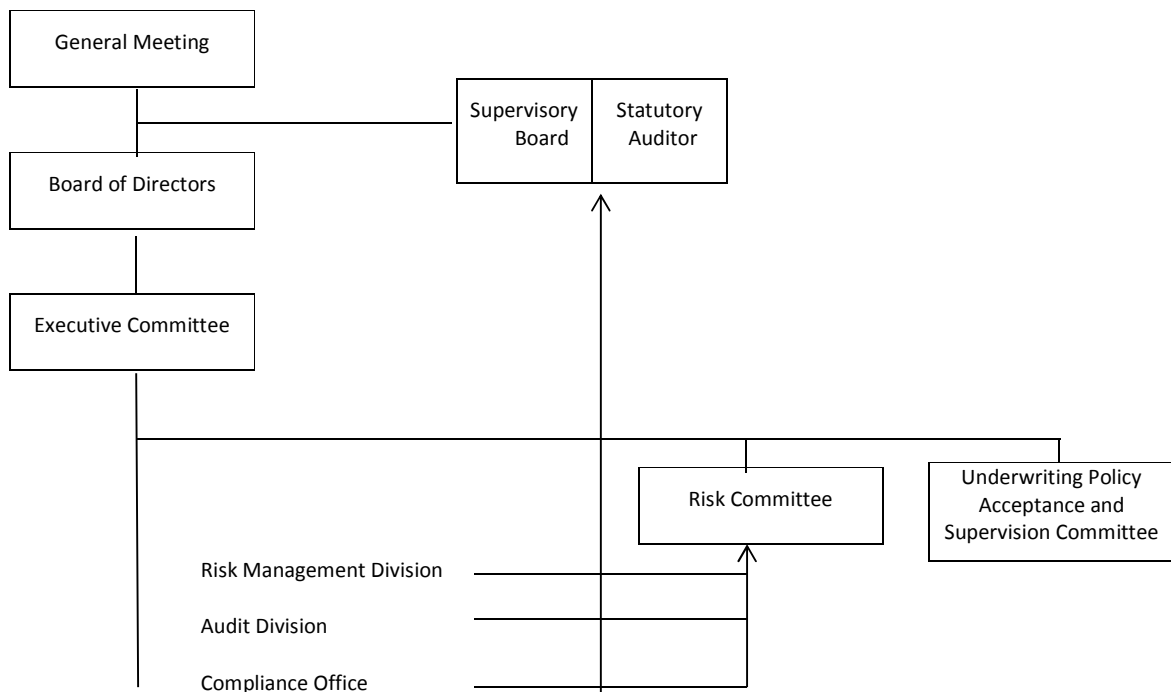 General Meeting
Supervisory
Board
Statutory
Auditor
Board of Directors
Executive Committee
Risk Committee
Underwriting Policy
Acceptance and
Supervision Committee
Risk Management Division
Audit Division
Compliance Office